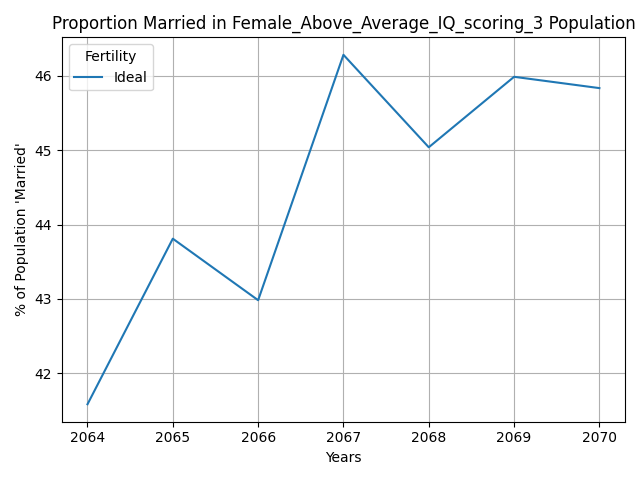 Proportion Married in Female_Above_Average_IQ_scoring_3 Population
Fertility
Ideal
46
45
44
43
42
% of Population 'Married'
2064 2065 2066 2067 2068 2069 2070
Years